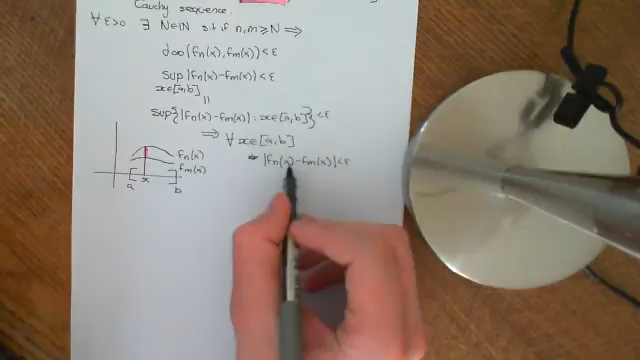 Cauchy sequence.
∀ ε>0 ∃ N∈ℕ s.t. if n,m ⩾ N ⟹
d∞(fn(x), fm(x)) < ε
sup |fn(x)-fm(x)| < ε
x∈[a,b]
||
sup{|fn(x)-fm(x)| : x∈[a,b]} < ε
⟹ ∀ x∈[a,b]
|fn(x)-fm(x)| < ε
fn(x)
fm(x)
a x b